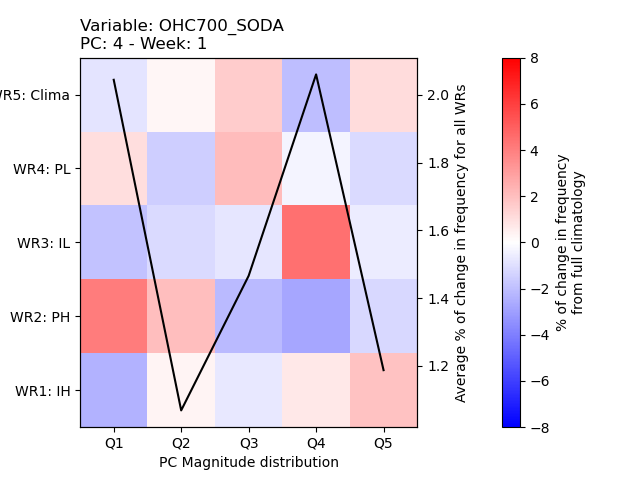 Variable: OHC700_SODA
PC: 4 - Week: 1
WR5: Clima
WR4: PL
WR3: IL
WR2: PH
WR1: IH
Q1 Q2 Q3 Q4 Q5
PC Magnitude distribution
2.0
1.8
1.6
1.4
1.2
Average % of change in frequency for all WRs
8
6
4
2
0
−2
−4
−6
−8
% of change in frequency
from full climatology